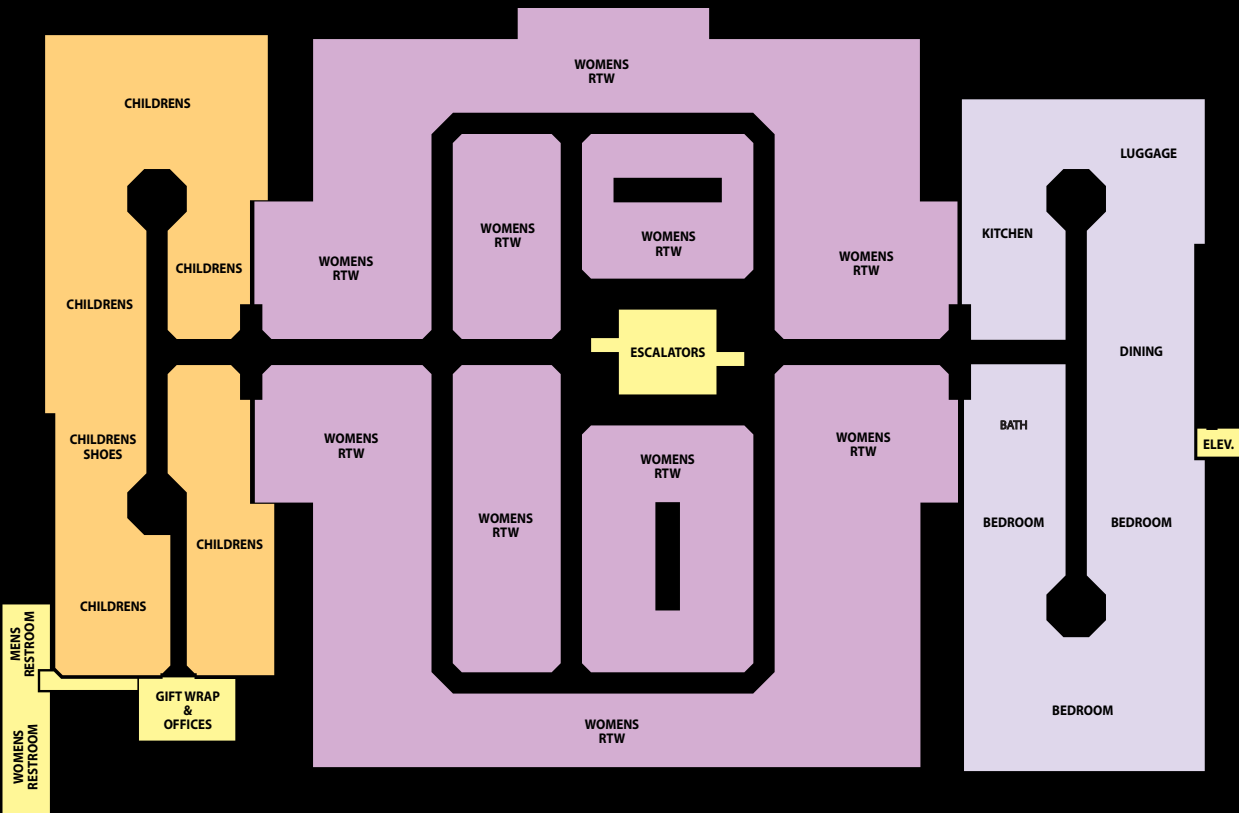 WOMENS
RTW
CHILDRENS
LUGGAGE
WOMENS
RTW
KITCHEN
WOMENS
RTW
WOMENS
RTW
CHILDRENS
WOMENS
RTW
CHILDRENS
ESCALATORS
DINING
BATH
CHILDRENS
SHOES
WOMENS
RTW
WOMENS
RTW
ELEV.
WOMENS
RTW
WOMENS
RTW
BEDROOM
BEDROOM
CHILDRENS
CHILDRENS
MENS
RESTROOM
GIFT WRAP
&
OFFICES
BEDROOM
WOMENS
RTW
WOMENS
RESTROOM